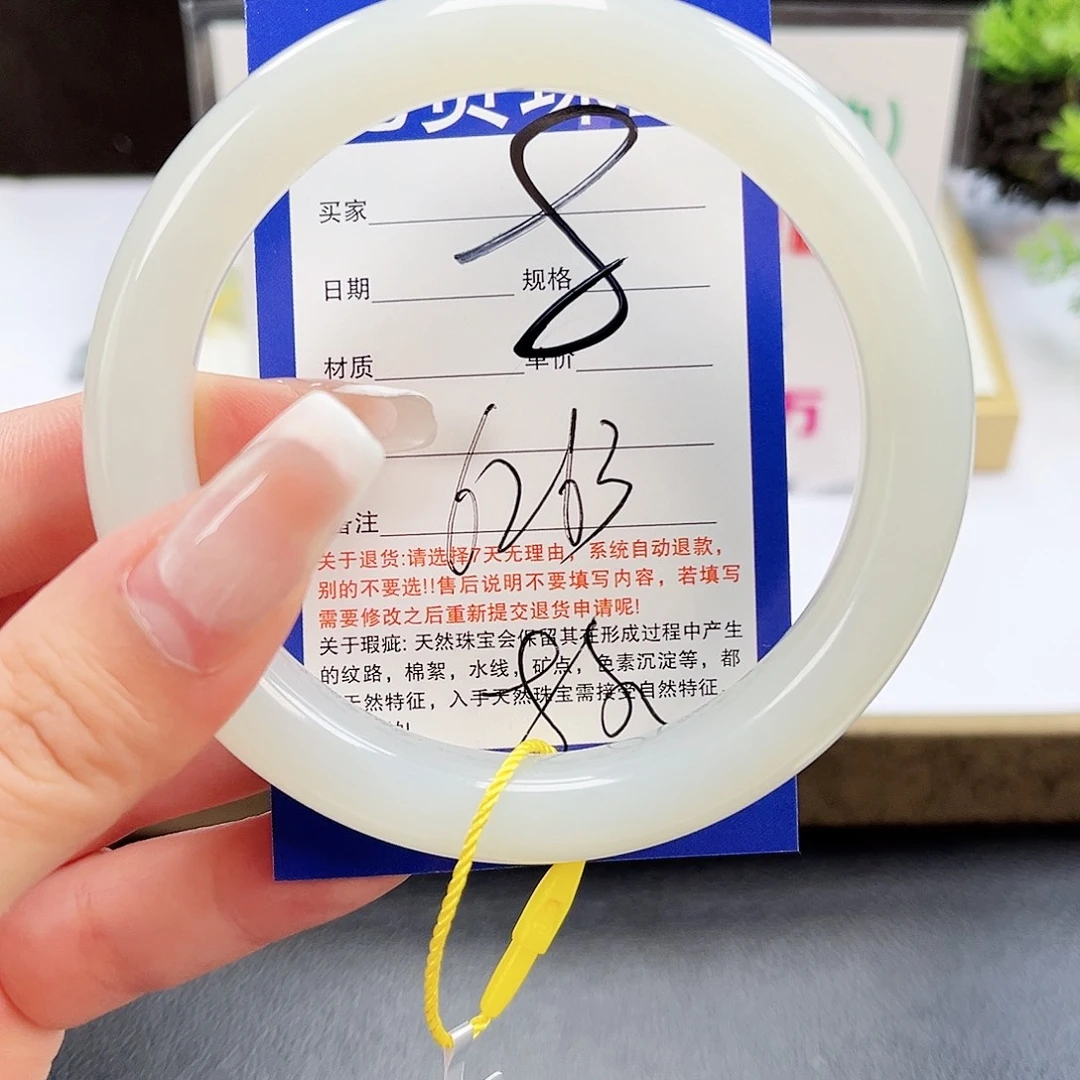 8
买家
日期 规格
材质 单价
备注
关于退货:请选择7天无理由,系统自动退款,
别的不要选!!售后说明不要填写内容,若填写
需要修改之后重新提交退货申请呢!
关于瑕疵: 天然珠宝会保留其在形成过程中产生
的纹路,棉絮,水线,矿点,色素沉淀等,都
天然特征,入手天然珠宝需接受自然特征
万